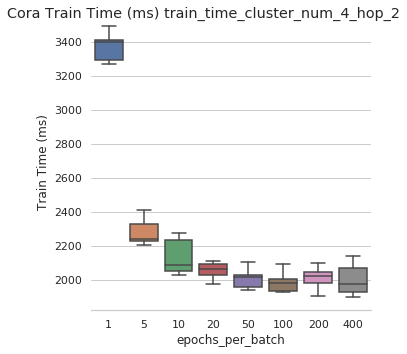 Cora Train Time (ms) train_time_cluster_num_4_hop_2
3400
3200
3000
2800
2600
2400
2200
2000
Train Time (ms)
1 5 10 20 50 100 200 400
epochs_per_batch